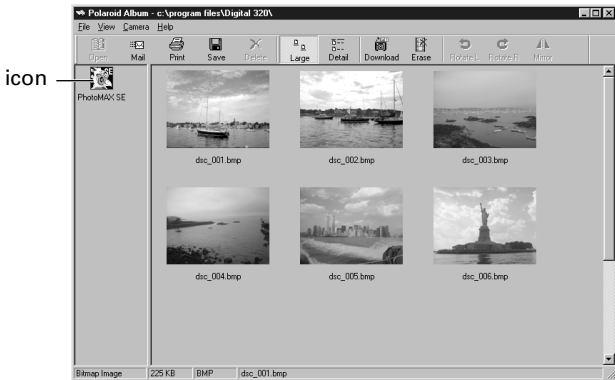 Polaroid Album - c:\program files\Digital 320\
File View Camera Help
Open Mail Print Save Delete Large Detail Download Erase Rotate L Rotate R Mirror
icon
PhotoMAX SE
dsc_001.bmp dsc_002.bmp dsc_003.bmp
dsc_004.bmp dsc_005.bmp dsc_006.bmp
Bitmap Image 225 KB BMP dsc_001.bmp